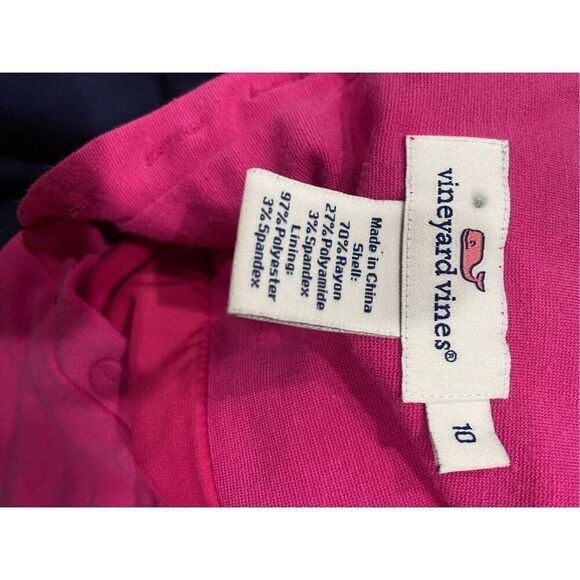 vineyard vines®
10
Made in China
Shell:
70%Rayon
27%Polyamide
3%Spandex
Lining:
97%Polyester
3%Spandex